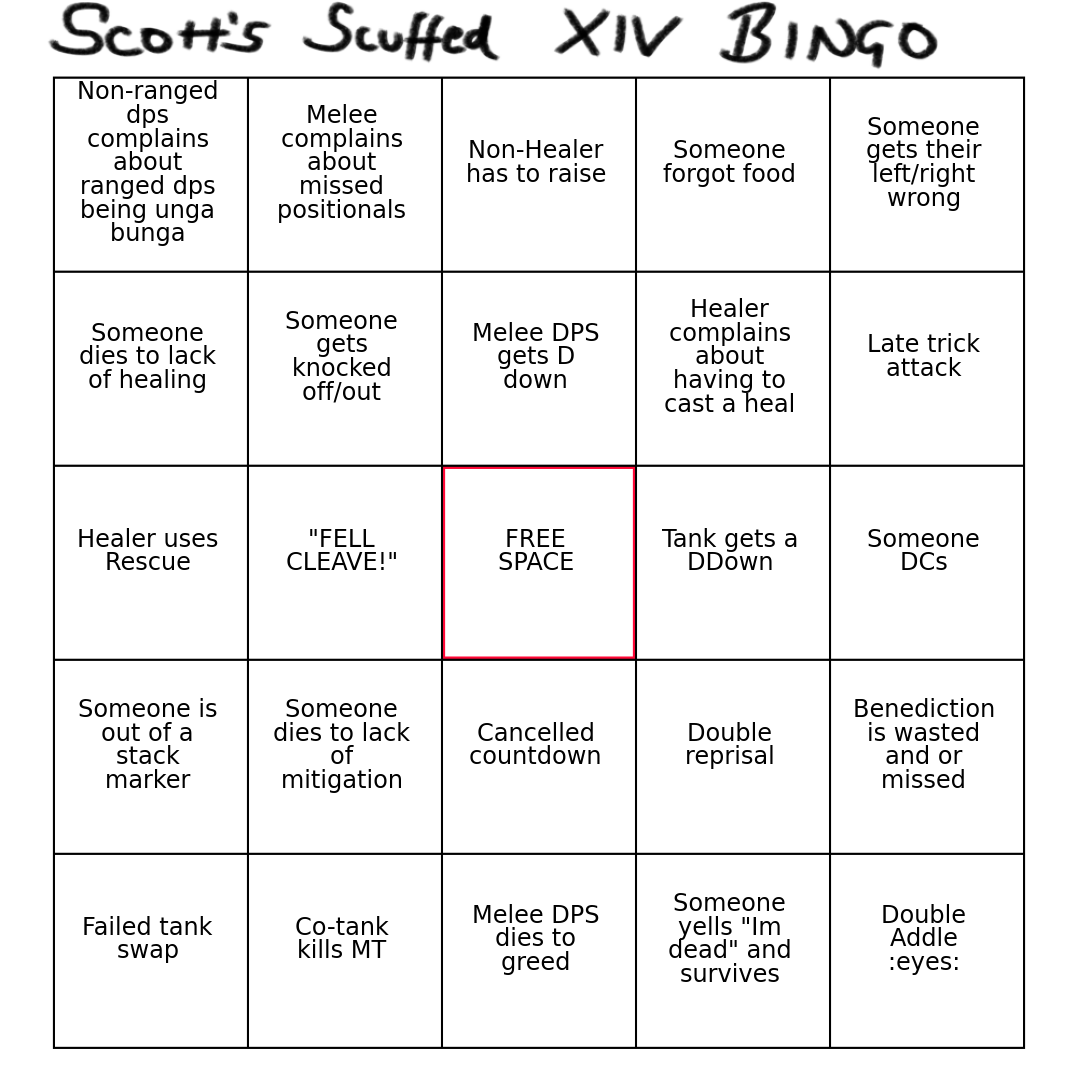 Scott's Scuffed XIV BINGO
Non-ranged
dps
complains
about
ranged dps
being unga
bunga
Melee
complains
about
missed
positionals
Non-Healer
has to raise
Someone
forgot food
Someone
gets their
left/right
wrong
Someone
dies to lack
of healing
Someone
gets
knocked
off/out
Melee DPS
gets D
down
Healer
complains
about
having to
cast a heal
Late trick
attack
Healer uses
Rescue
"FELL
CLEAVE!"
FREE
SPACE
Tank gets a
DDown
Someone
DCs
Someone is
out of a
stack
marker
Someone
dies to lack
of
mitigation
Cancelled
countdown
Double
reprisal
Benediction
is wasted
and or
missed
Failed tank
swap
Co-tank
kills MT
Melee DPS
dies to
greed
Someone
yells "Im
dead" and
survives
Double
Addle
:eyes: